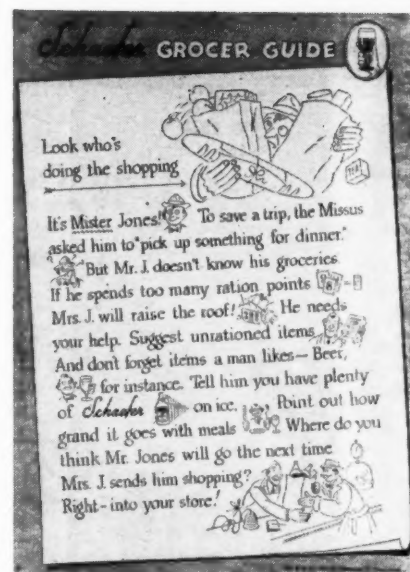 Schaefer GROCER GUIDE
Look who's
doing the shopping
It's Mister Jones! To save a trip, the Missus
asked him to "pick up something for dinner."
But Mr. J. doesn't know his groceries.
If he spends too many ration points
Mrs. J. will raise the roof! He needs
your help. Suggest unrationed items
And don't forget items a man likes—Beer,
for instance. Tell him you have plenty
of Schaefer on ice. Point out how
grand it goes with meals Where do you
think Mr. Jones will go the next time
Mrs. J. sends him shopping?
Right-into your store!